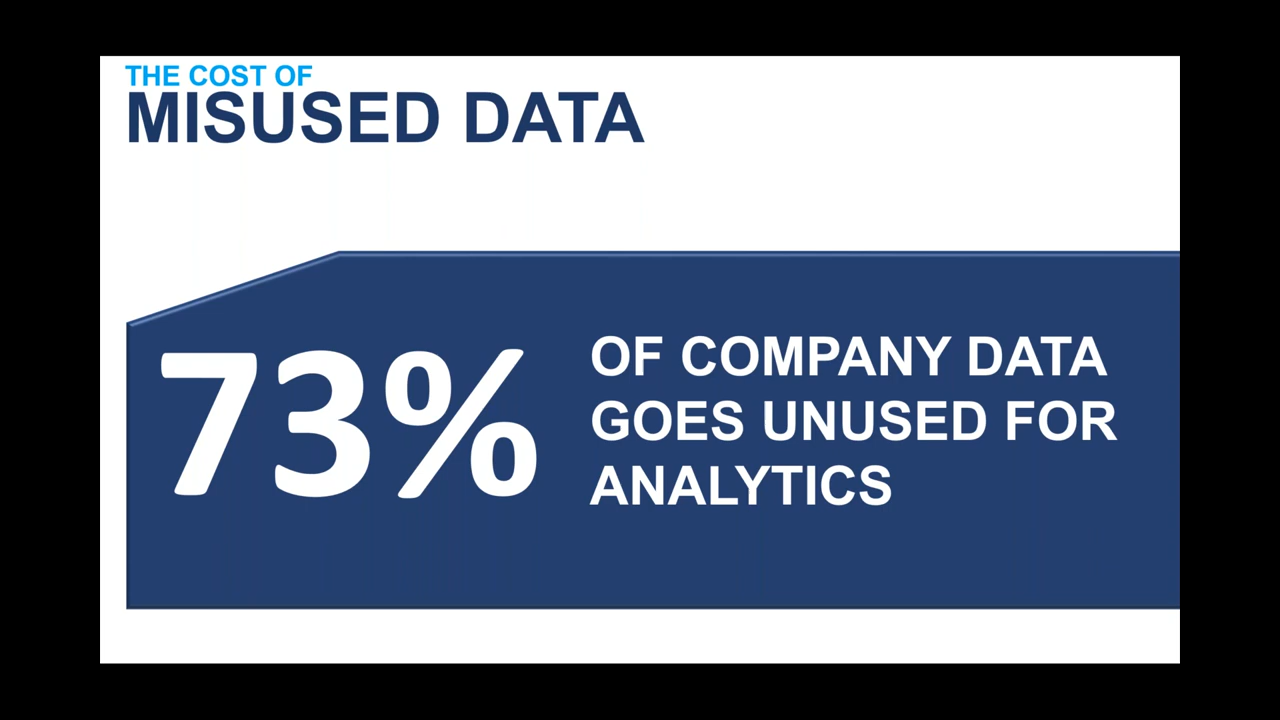 THE COST OF
MISUSED DATA
73%
OF COMPANY DATA
GOES UNUSED FOR
ANALYTICS